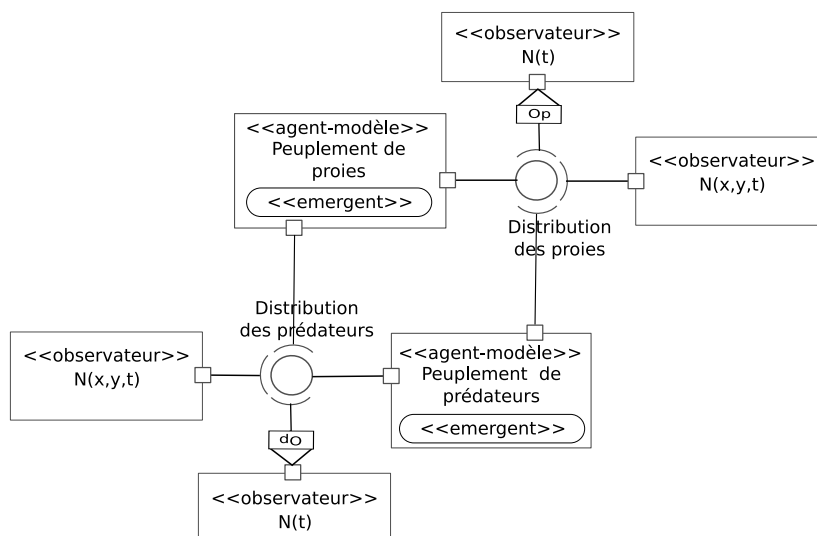 <<observateur>>
N(t)
Op
<<agent-modèle>>
Peuplement de
proies
<<emergent>>
<<observateur>>
N(x,y,t)
Distribution
des proies
Distribution
des prédateurs
<<observateur>>
N(x,y,t)
<<agent-modèle>>
Peuplement de
prédateurs
<<emergent>>
Op
<<observateur>>
N(t)